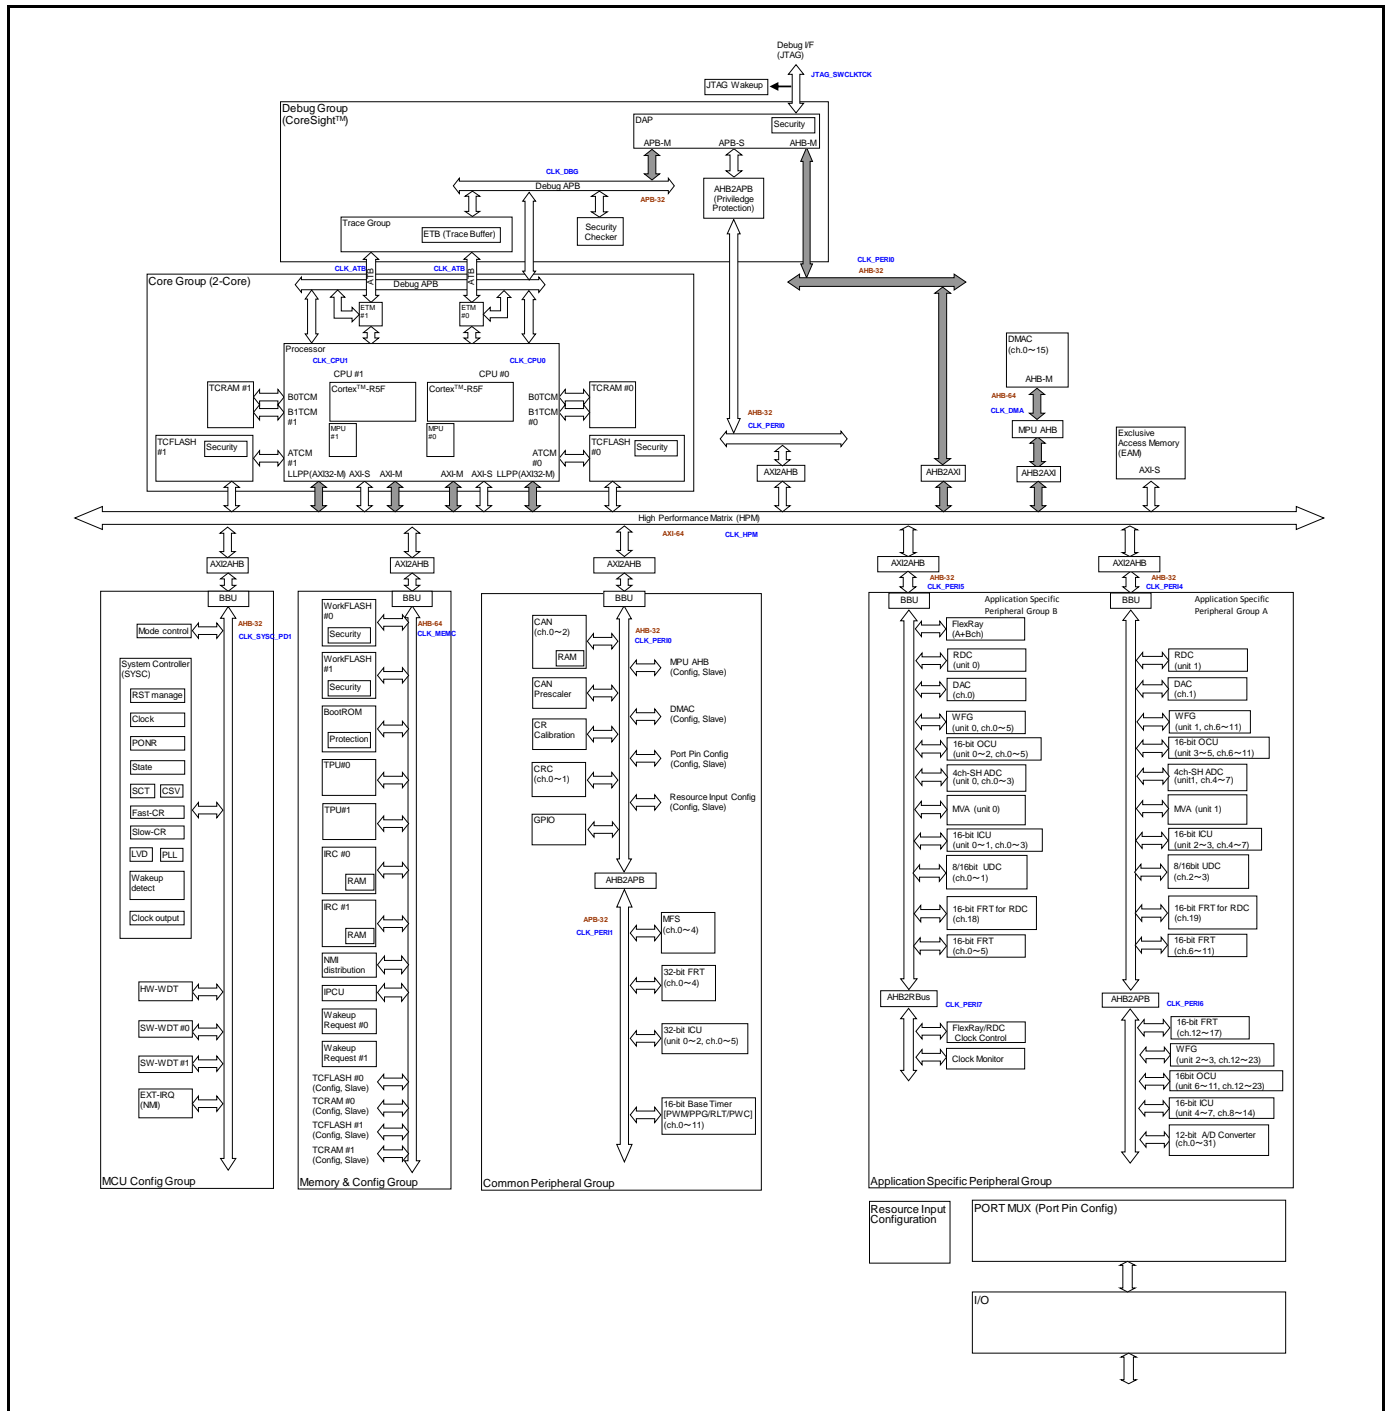 Debug I/F
(JTAG)
JTAG_SWCLKTCK
JTAG Wakeup
Debug Group
(CoreSight™)
DAP
Security
APB-M
APB-S
AHB-M
CLK_DBG
Debug APB
APB-32
AHB2APB
(Priviledge
Protection)
Trace Group
ETB (Trace Buffer)
Security
Checker
CLK_ATB
ATB
CLK_ATB
ATB
CLK_PERI0
AHB-32
Core Group (2-Core)
Debug APB
ETM
#1
ETM
#0
Processor
CLK_CPU1
CLK_CPU0
CPU #1
CPU #0
Cortex™-R5F
Cortex™-R5F
MPU
#1
MPU
#0
TCRAM #1
B0TCM
B1TCM
#1
B0TCM
B1TCM
#0
TCRAM #0
TCFLASH
#1
Security
ATCM
#1
ATCM
#0
TCFLASH
#0
Security
LLPP(AXI32-M)
AXI-S
AXI-M
AXI-M
AXI-S
LLPP(AXI32-M)
AHB-32
CLK_PERI0
AXI2AHB
AHB2AXI
DMAC
(ch.0～15)
AHB-M
AHB-64
CLK_DMA
MPU AHB
AHB2AXI
Exclusive
Access Memory
(EAM)
AXI-S
High Performance Matrix (HPM)
AXI-64
CLK_HPM
AXI2AHB
BBU
AHB-32
CLK_SYSC_PD1
Mode control
System Controller
(SYSC)
RST manage
Clock
PONR
State
SCT
CSV
Fast-CR
Slow-CR
LVD
PLL
Wakeup
detect
Clock output
HW-WDT
SW-WDT #0
SW-WDT #1
EXT-IRQ
(NMI)
MCU Config Group
AXI2AHB
BBU
AHB-64
CLK_MEMC
WorkFLASH
#0
Security
WorkFLASH
#1
Security
BootROM
Protection
TPU#0
TPU#1
IRC #0
RAM
IRC #1
RAM
NMI
distribution
IPCU
Wakeup
Request #0
Wakeup
Request #1
TCFLASH #0
(Config, Slave)
TCRAM #0
(Config, Slave)
TCFLASH #1
(Config, Slave)
TCRAM #1
(Config, Slave)
Memory & Config Group
AXI2AHB
BBU
AHB-32
CLK_PERI0
CAN
(ch.0～2)
RAM
CAN
Prescaler
CR
Calibration
CRC
(ch.0～1)
GPIO
MPU AHB
(Config, Slave)
DMAC
(Config, Slave)
Port Pin Config
(Config, Slave)
Resource Input Config
(Config, Slave)
AHB2APB
APB-32
CLK_PERI1
MFS
(ch.0～4)
32-bit FRT
(ch.0～4)
32-bit ICU
(unit 0～2, ch.0～5)
16-bit Base Timer
[PWM/PPG/RLT/PWC]
(ch.0～11)
Common Peripheral Group
AXI2AHB
AHB-32
CLK_PERI5
BBU
Application Specific
Peripheral Group B
FlexRay
(A+Bch)
RDC
(unit 0)
DAC
(ch.0)
WFG
(unit 0, ch.0～5)
16-bit OCU
(unit 0～2, ch.0～5)
4ch-SH ADC
(unit 0, ch.0～3)
MVA (unit 0)
16-bit ICU
(unit 0～1, ch.0～3)
8/16bit UDC
(ch.0～1)
16-bit FRT for RDC
(ch.18)
16-bit FRT
(ch.0～5)
AHB2RBus
CLK_PERI7
FlexRay/RDC
Clock Control
Clock Monitor
AXI2AHB
AHB-32
CLK_PERI4
BBU
Application Specific
Peripheral Group A
RDC
(unit 1)
DAC
(ch.1)
WFG
(unit 1, ch.6～11)
16-bit OCU
(unit 3～5, ch.6～11)
4ch-SH ADC
(unit1, ch.4～7)
MVA (unit 1)
16-bit ICU
(unit 2～3, ch.4～7)
8/16bit UDC
(ch.2～3)
16-bit FRT for RDC
(ch.19)
16-bit FRT
(ch.6～11)
AHB2APB
CLK_PERI6
16-bit FRT
(ch.12～17)
WFG
(unit 2～3, ch.12～23)
16bit OCU
(unit 6～11, ch.12～23)
16-bit ICU
(unit 4～7, ch.8～14)
12-bit A/D Converter
(ch.0～31)
Application Specific Peripheral Group
Resource Input
Configuration
PORT MUX (Port Pin Config)
I/O